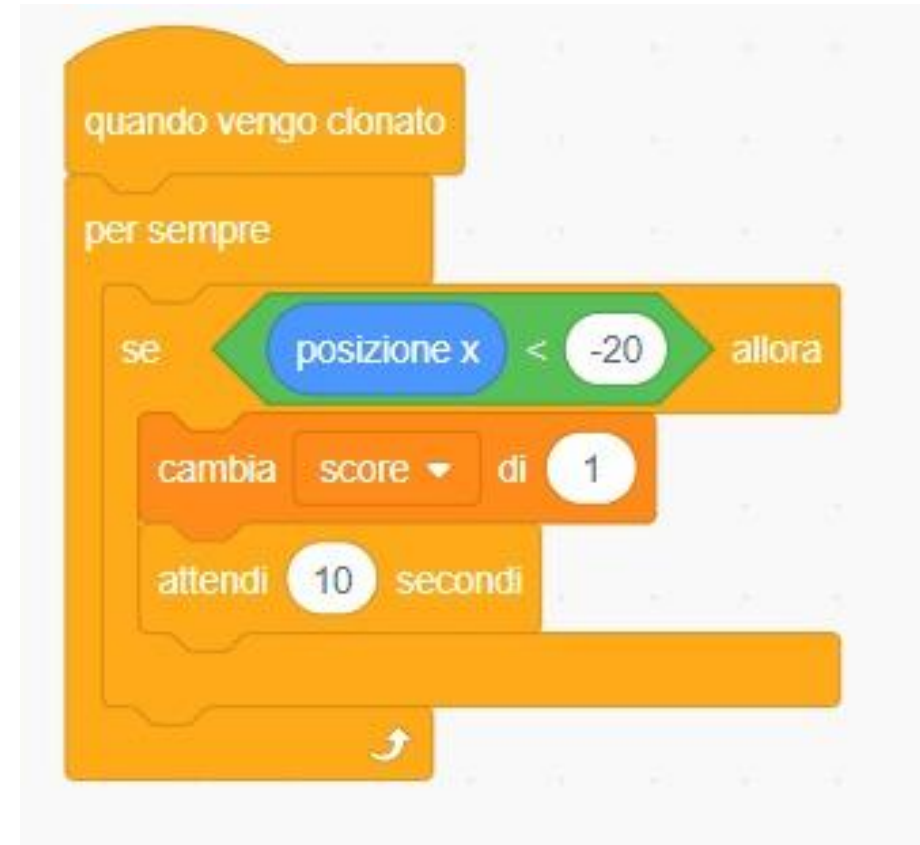 quando vengo clonato
per sempre
se posizione x < -20 allora
cambia score di 1
attendi 10 secondi